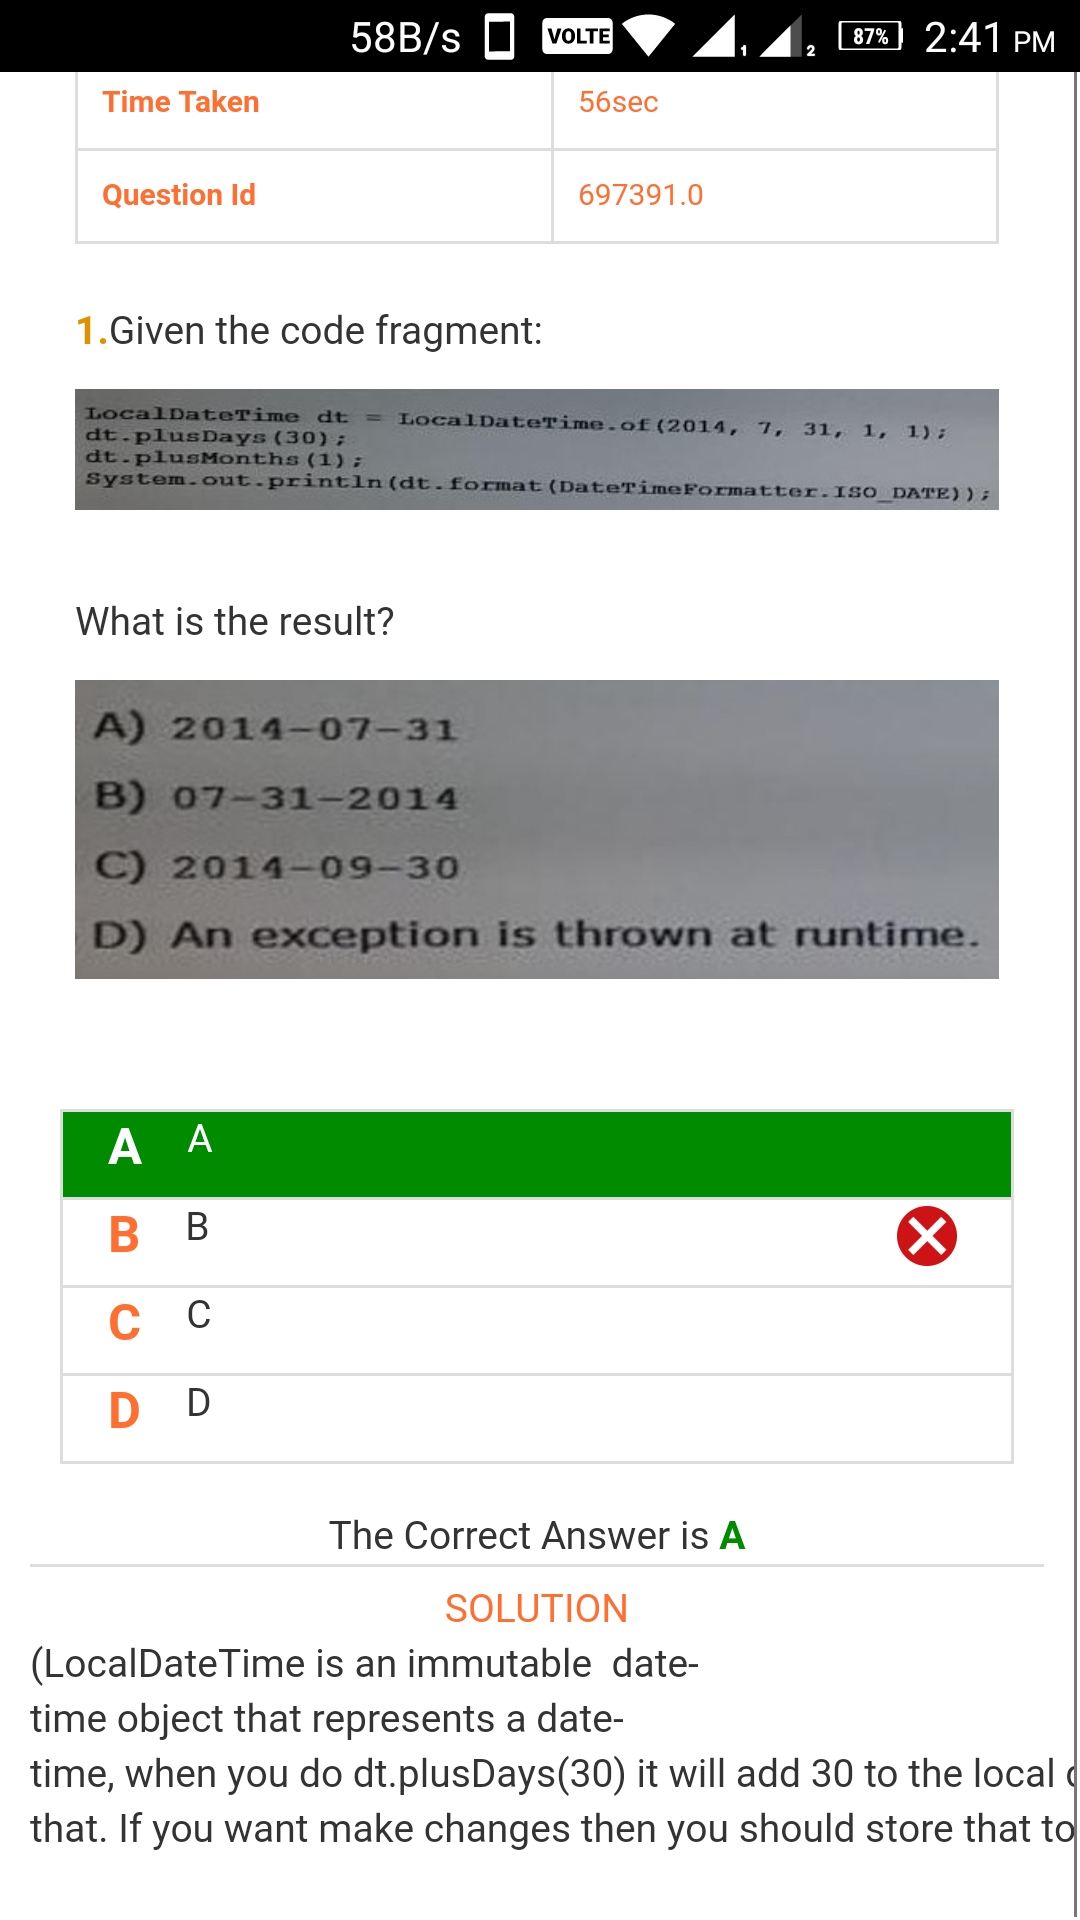 58B/s VOLTE 1 2 87% 2:41 PM
Time Taken 56sec
Question Id 697391.0
1.Given the code fragment:
LocalDateTime dt = LocalDateTime.of(2014, 7, 31, 1, 1);
dt.plusDays(30);
dt.plusMonths(1);
System.out.println(dt.format(DateTimeFormatter.ISO_DATE));
What is the result?
A) 2014-07-31
B) 07-31-2014
C) 2014-09-30
D) An exception is thrown at runtime.
A A
B B
C C
D D
The Correct Answer is A
SOLUTION
(LocalDateTime is an immutable date-
time object that represents a date-
time, when you do dt.plusDays(30) it will add 30 to the local
that. If you want make changes then you should store that to